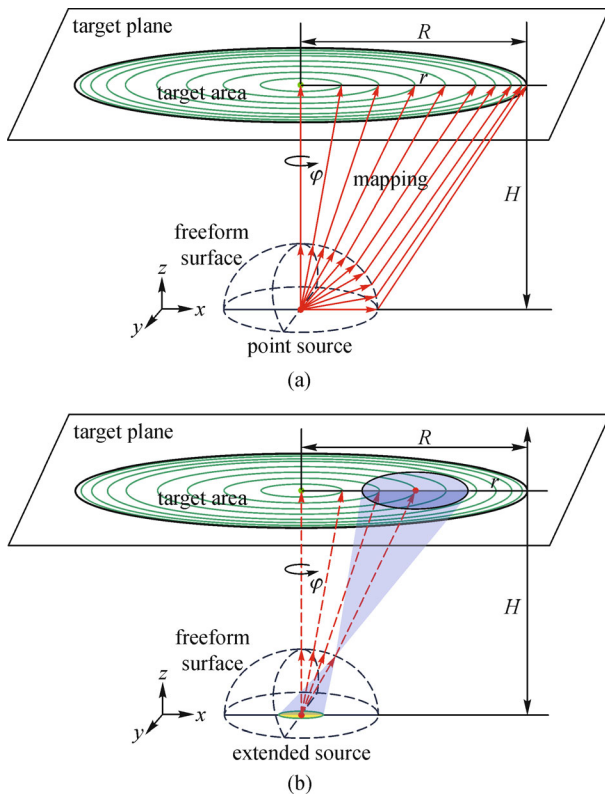 target plane
R
r
target area
φ
mapping
H
freeform
surface
z
x
y
point source
(a)
target plane
R
r
target area
φ
H
freeform
surface
z
x
y
extended source
(b)